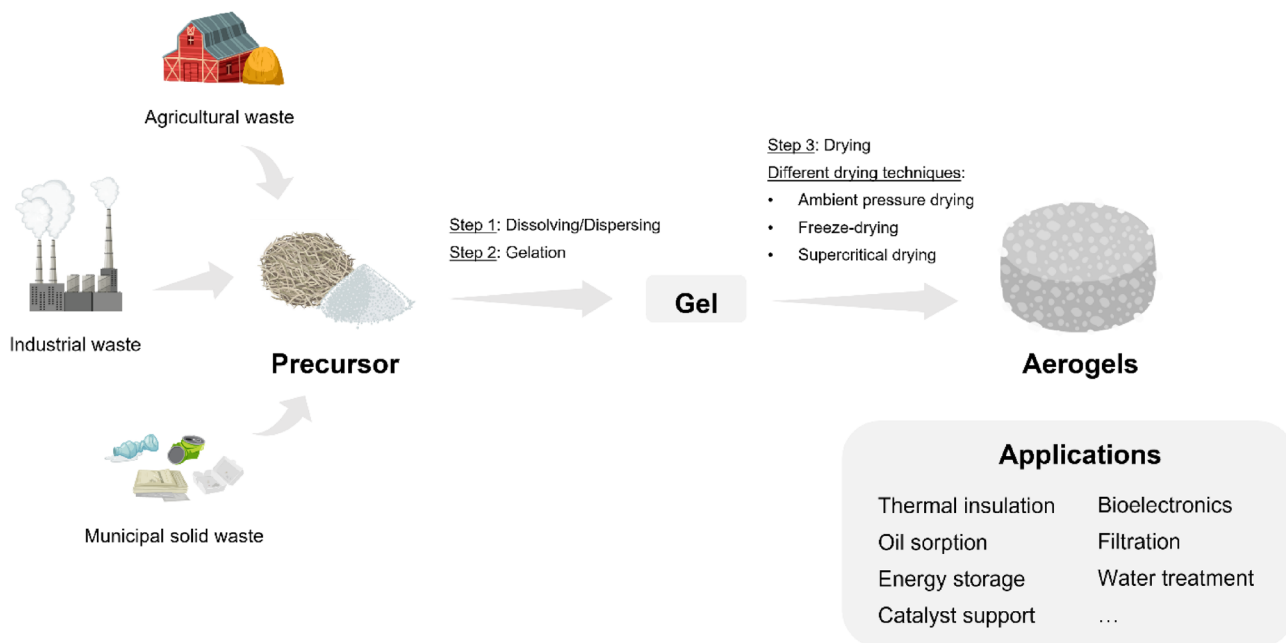 Agricultural waste
Industrial waste
Municipal solid waste
Precursor
Step 1: Dissolving/Dispersing
Step 2: Gelation
Gel
Step 3: Drying
Different drying techniques:
• Ambient pressure drying
• Freeze-drying
• Supercritical drying
Aerogels
Applications
Thermal insulation
Oil sorption
Energy storage
Catalyst support
Bioelectronics
Filtration
Water treatment
…